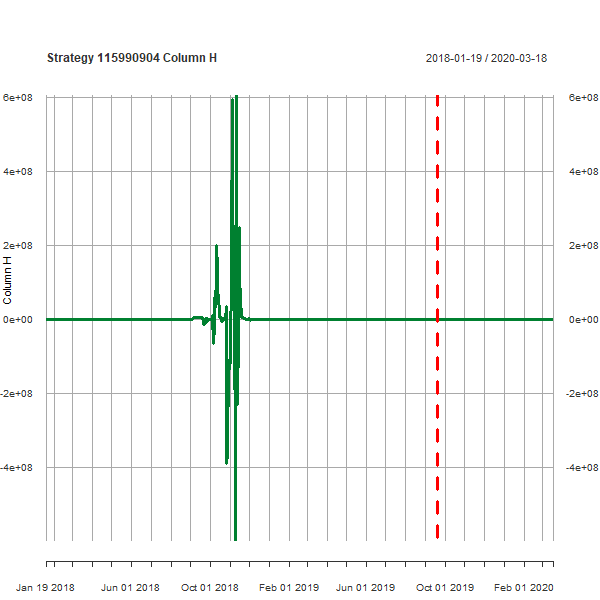 Strategy 115990904 Column H
2018-01-19 / 2020-03-18
6e+08 6e+08
4e+08 4e+08
2e+08 2e+08
Column H
0e+00 0e+00
-2e+08 -2e+08
-4e+08 -4e+08
Jan 19 2018 Jun 01 2018 Oct 01 2018 Feb 01 2019 Jun 01 2019 Oct 01 2019 Feb 01 2020